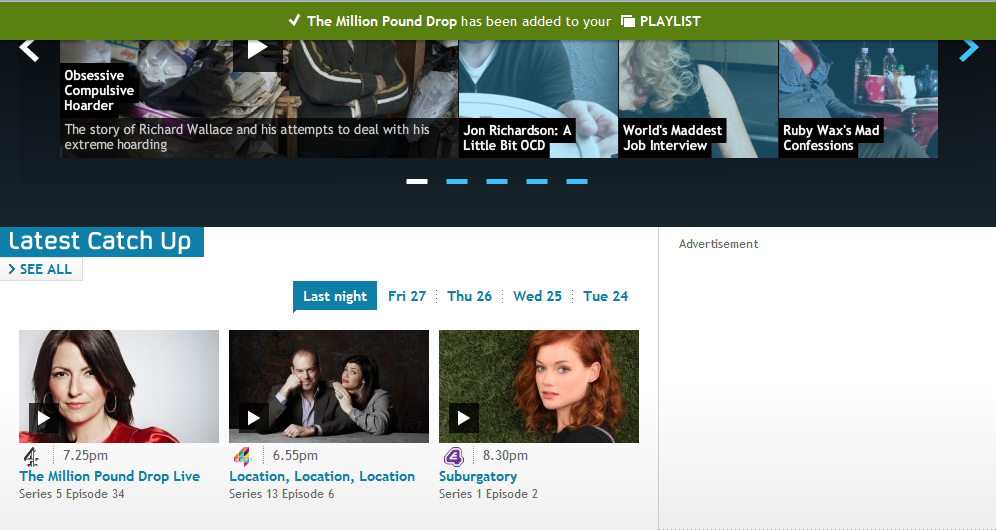 The Million Pound Drop has been added to your PLAYLIST
Obsessive
Compulsive
Hoarder
The story of Richard Wallace and his attempts to deal with his
extreme hoarding
Jon Richardson: A
Little Bit OCD
World's Maddest
Job Interview
Ruby Wax's Mad
Confessions
Latest Catch Up
SEE ALL
Advertisement
Last night Fri 27 Thu 26 Wed 25 Tue 24
7.25pm
The Million Pound Drop Live
Series 5 Episode 34
6.55pm
Location, Location, Location
Series 13 Episode 6
8.30pm
Suburgatory
Series 1 Episode 2